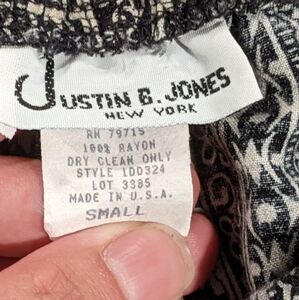 JUSTIN B. JONES
NEW YORK
RN 79715
100% RAYON
DRY CLEAN ONLY
STYLE 1DD324
LOT 3385
MADE IN U.S.A.
SMALL